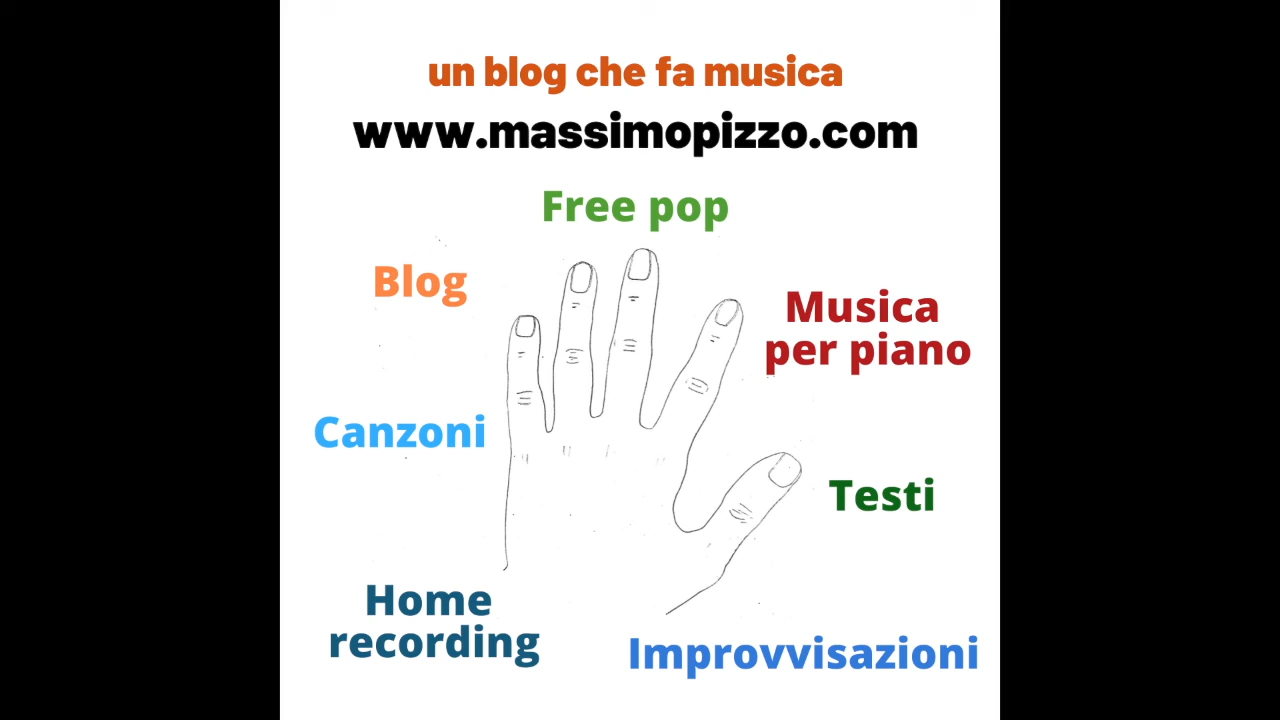 un blog che fa musica
www.massimopizzo.com
Free pop
Blog
Musica
per piano
Canzoni
Testi
Home
recording
Improvvisazioni